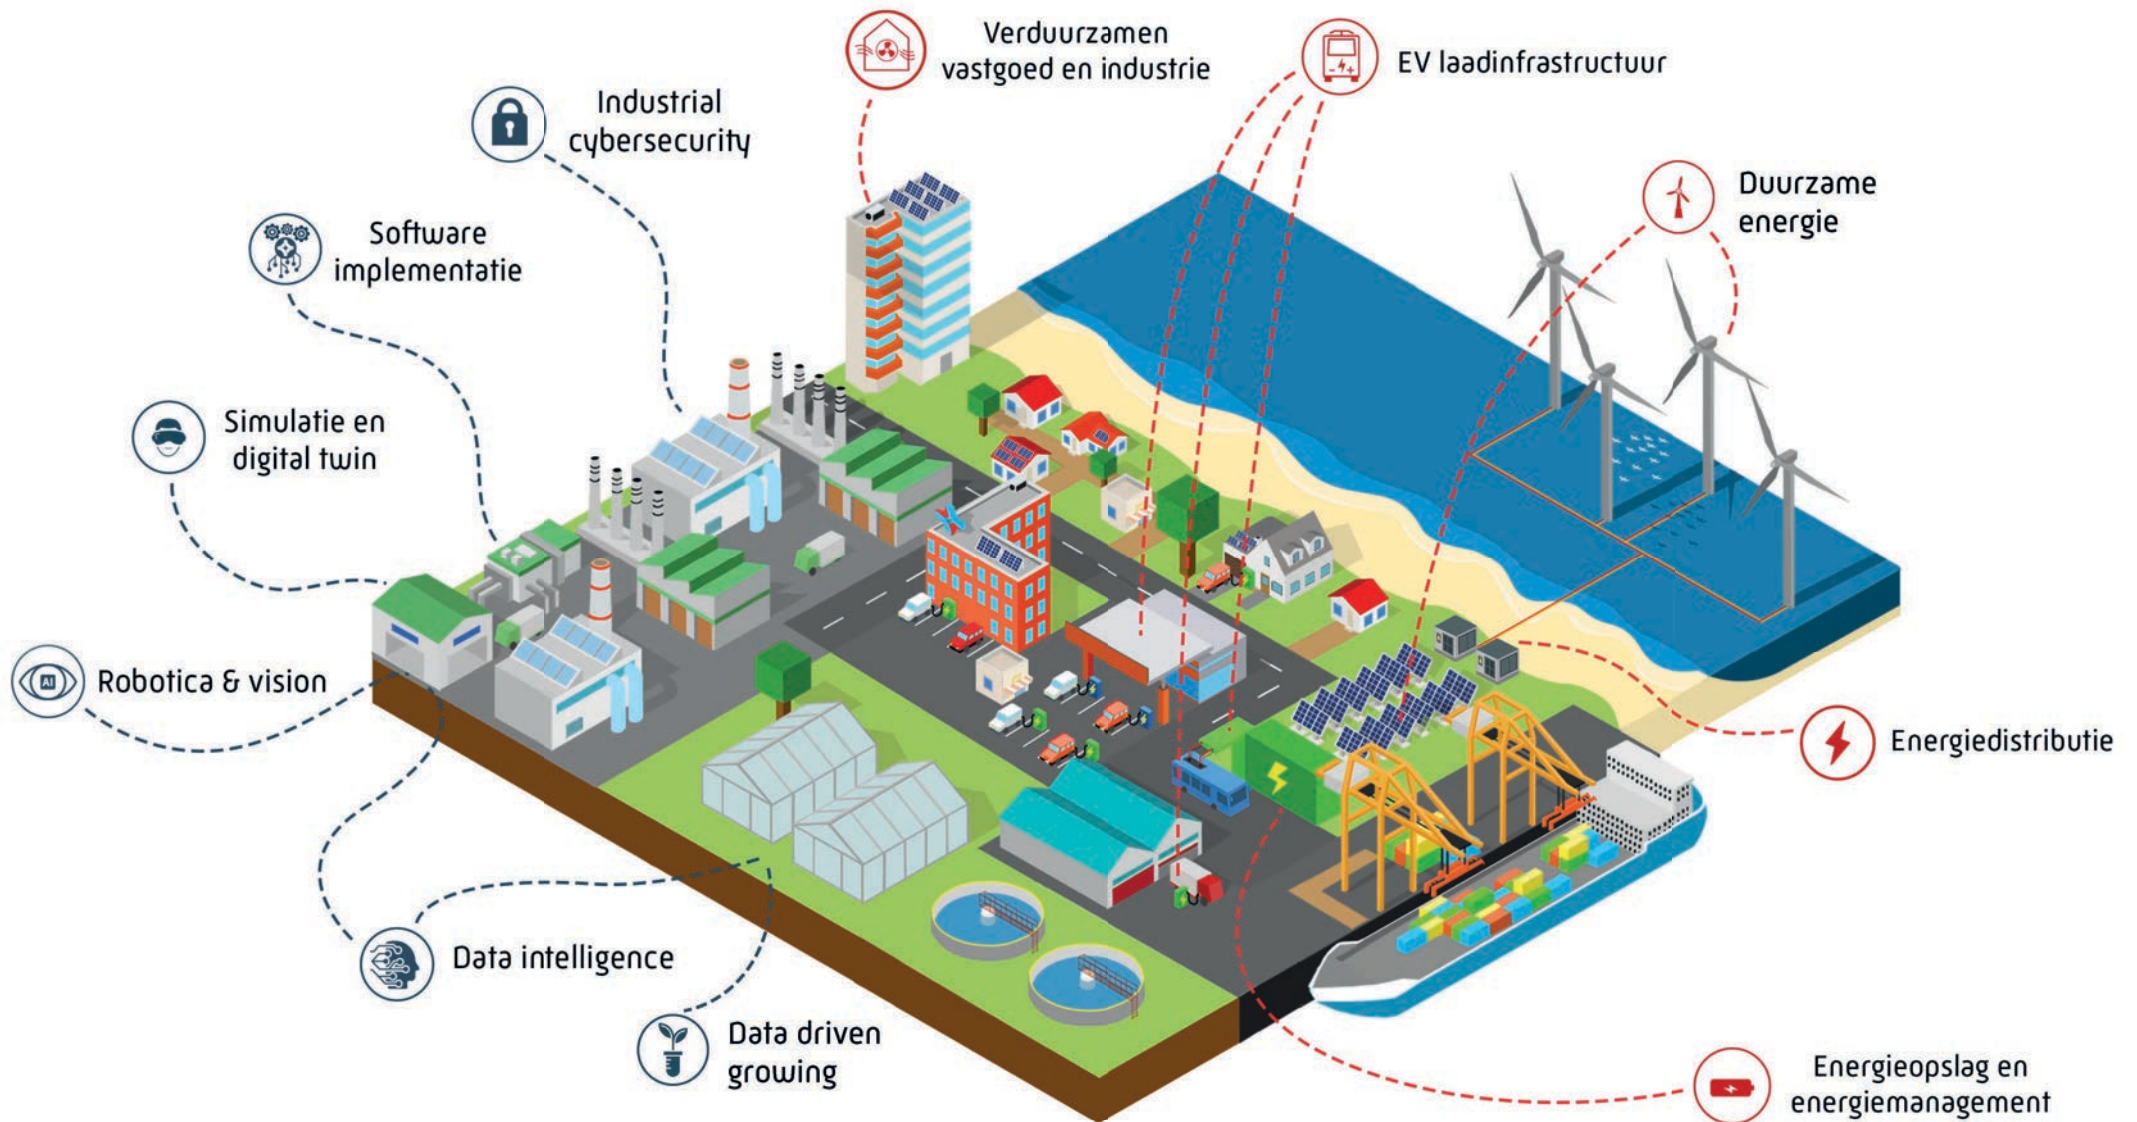 Verduurzamen
vastgoed en industrie
EV laadinfrastructuur
Industrial
cybersecurity
Duurzame
energie
Software
implementatie
Simulatie en
digital twin
AI
Robotica & vision
Energiedistributie
Data intelligence
Data driven
growing
Energieopslag en
energiemanagement